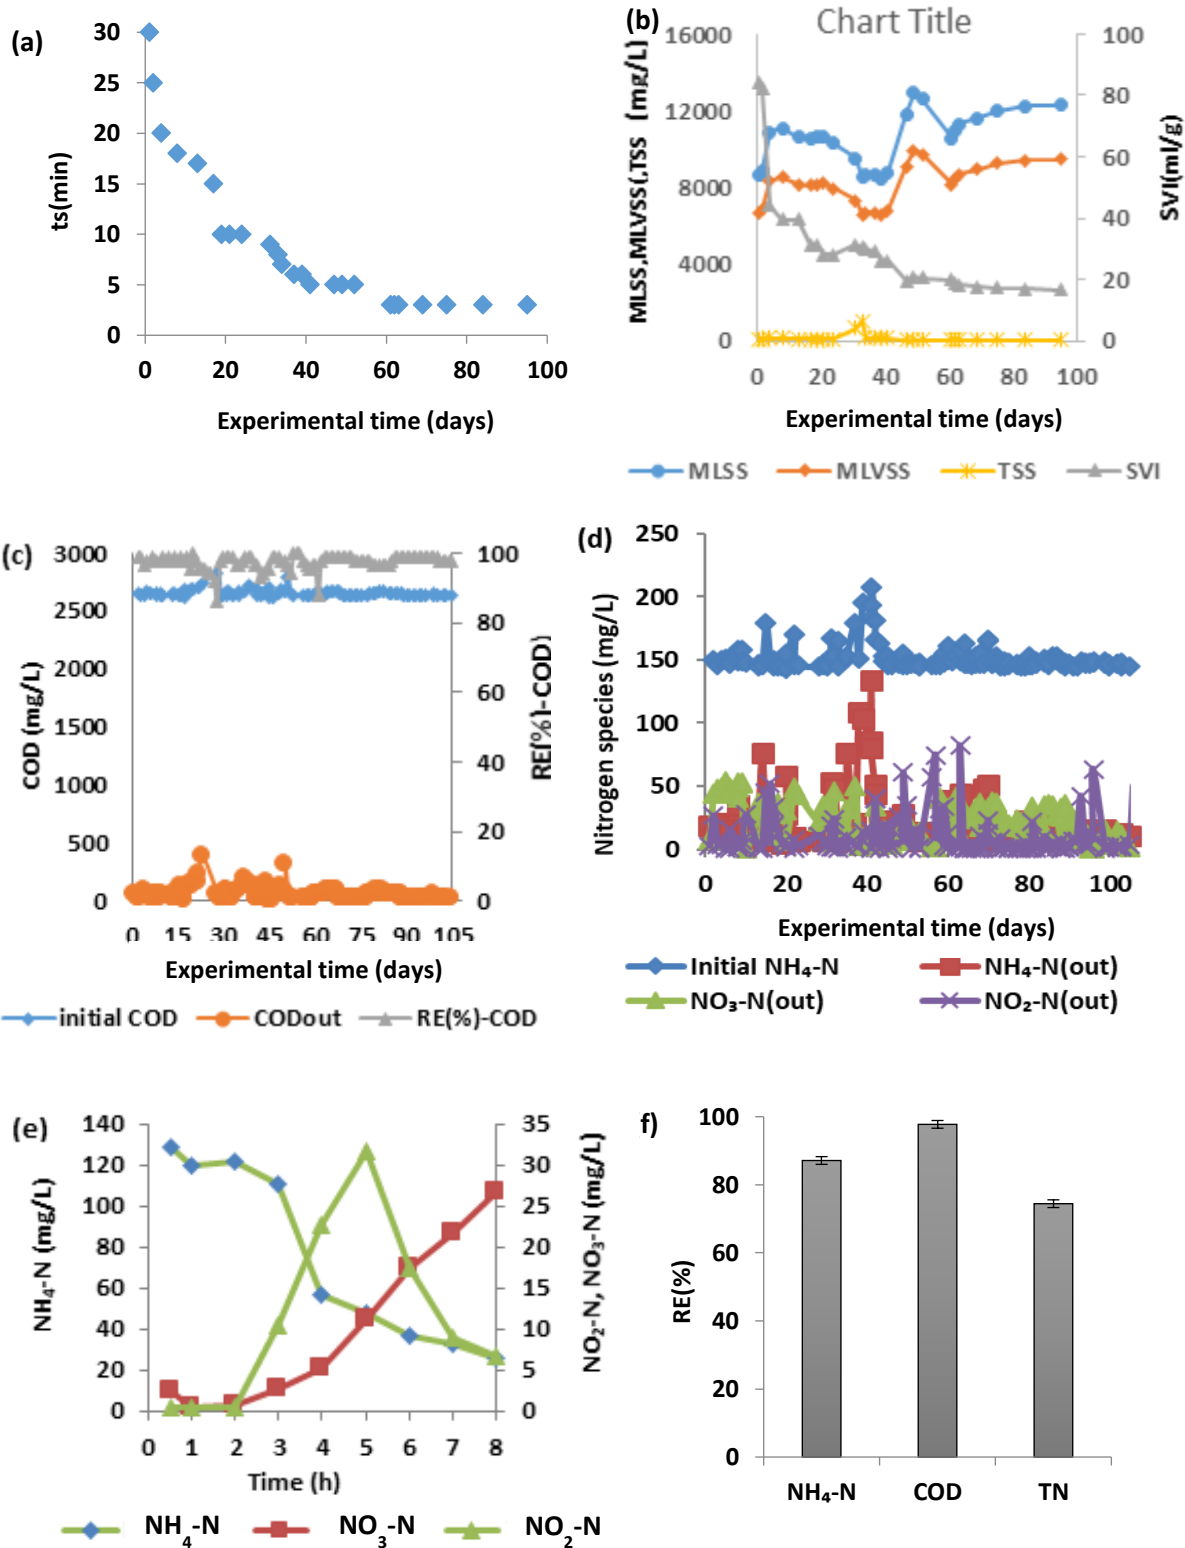 (a)
30
25
20
15
10
5
0
ts(min)
0 20 40 60 80 100
Experimental time (days)
(b)
Chart Title
16000
12000
8000
4000
0
MLSS,MLVSS(,TSS (mg/L)
100
80
60
40
20
0
SVI(ml/g)
0 20 40 60 80 100
Experimental time (days)
MLSS MLVSS TSS SVI
(c)
3000
2500
2000
1500
1000
500
0
COD (mg/L)
100
80
60
40
20
0
RE(%)-COD)
0 15 30 45 60 75 90 105
Experimental time (days)
initial COD CODout RE(%)-COD
(d)
250
200
150
100
50
0
Nitrogen species (mg/L)
0 20 40 60 80 100
Experimental time (days)
Initial NH₄-N NH₄-N(out)
NO₃-N(out) NO₂-N(out)
(e)
140
120
100
80
60
40
20
0
NH₄-N (mg/L)
35
30
25
20
15
10
5
0
NO₂-N, NO₃-N (mg/L)
0 1 2 3 4 5 6 7 8
Time (h)
NH₄-N NO₃-N NO₂-N
f)
100
80
60
40
20
0
RE(%)
NH₄-N COD TN